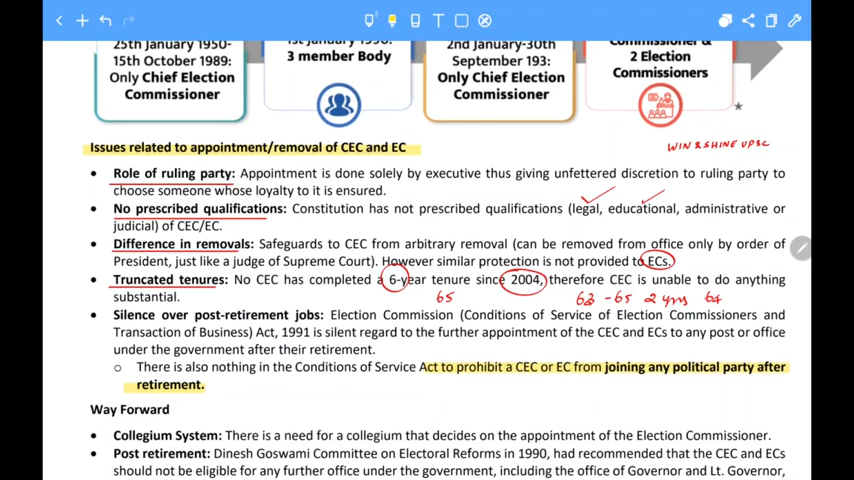 25th January 1950-
15th October 1989:
Only Chief Election
Commissioner
1st January 1990:
3 member Body
2nd January-30th
September 193:
Only Chief Election
Commissioner
Commissioner &
2 Election
Commissioners
WIN & SHINE UPSC
Issues related to appointment/removal of CEC and EC
• Role of ruling party: Appointment is done solely by executive thus giving unfettered discretion to ruling party to
choose someone whose loyalty to it is ensured.
• No prescribed qualifications: Constitution has not prescribed qualifications (legal, educational, administrative or
judicial) of CEC/EC.
• Difference in removals: Safeguards to CEC from arbitrary removal (can be removed from office only by order of
President, just like a judge of Supreme Court). However similar protection is not provided to ECs.
• Truncated tenures: No CEC has completed a 6-year tenure since 2004, therefore CEC is unable to do anything
substantial.
65
63 - 65 2 yrs 64
• Silence over post-retirement jobs: Election Commission (Conditions of Service of Election Commissioners and
Transaction of Business) Act, 1991 is silent regard to the further appointment of the CEC and ECs to any post or office
under the government after their retirement.
o There is also nothing in the Conditions of Service Act to prohibit a CEC or EC from joining any political party after
retirement.
Way Forward
• Collegium System: There is a need for a collegium that decides on the appointment of the Election Commissioner.
• Post retirement: Dinesh Goswami Committee on Electoral Reforms in 1990, had recommended that the CEC and ECs
should not be eligible for any further office under the government, including the office of Governor and Lt. Governor,